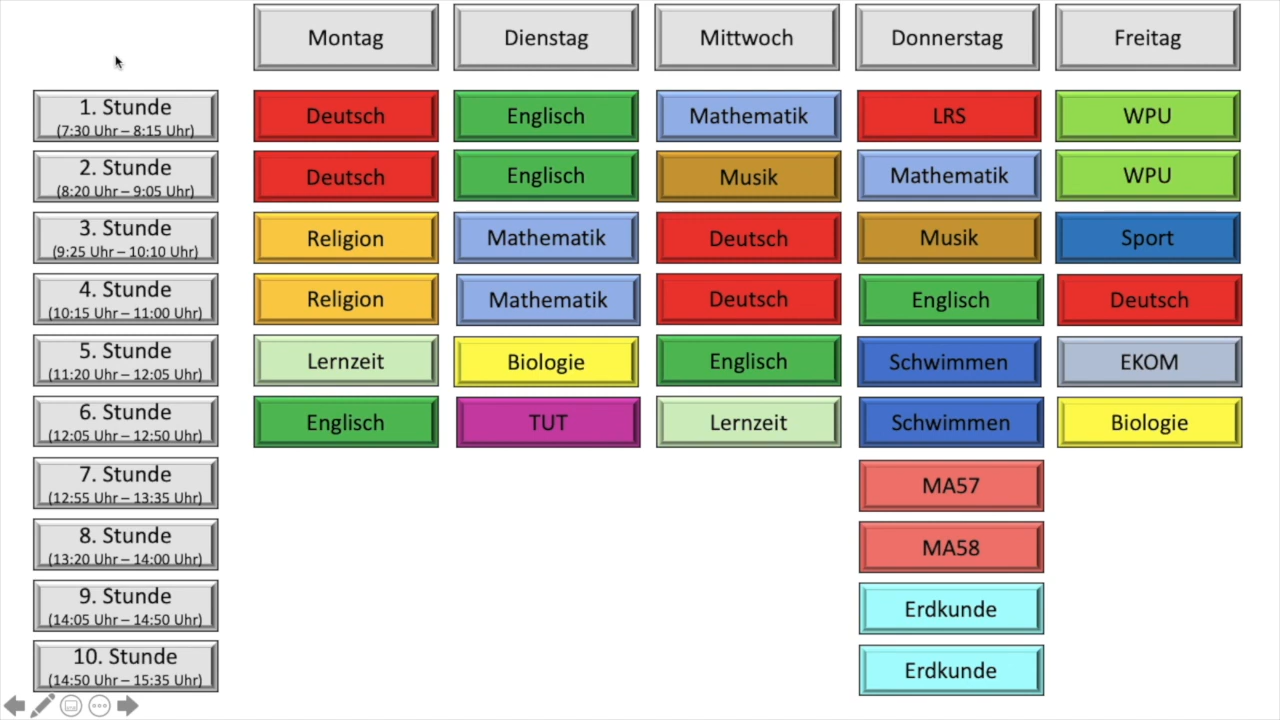 Montag Dienstag Mittwoch Donnerstag Freitag
1. Stunde
(7:30 Uhr – 8:15 Uhr)
Deutsch Englisch Mathematik LRS WPU
2. Stunde
(8:20 Uhr – 9:05 Uhr)
Deutsch Englisch Musik Mathematik WPU
3. Stunde
(9:25 Uhr – 10:10 Uhr)
Religion Mathematik Deutsch Musik Sport
4. Stunde
(10:15 Uhr – 11:00 Uhr)
Religion Mathematik Deutsch Englisch Deutsch
5. Stunde
(11:20 Uhr – 12:05 Uhr)
Lernzeit Biologie Englisch Schwimmen EKOM
6. Stunde
(12:05 Uhr – 12:50 Uhr)
Englisch TUT Lernzeit Schwimmen Biologie
7. Stunde
(12:55 Uhr – 13:35 Uhr)
MA57
8. Stunde
(13:20 Uhr – 14:00 Uhr)
MA58
9. Stunde
(14:05 Uhr – 14:50 Uhr)
Erdkunde
10. Stunde
(14:50 Uhr – 15:35 Uhr)
Erdkunde